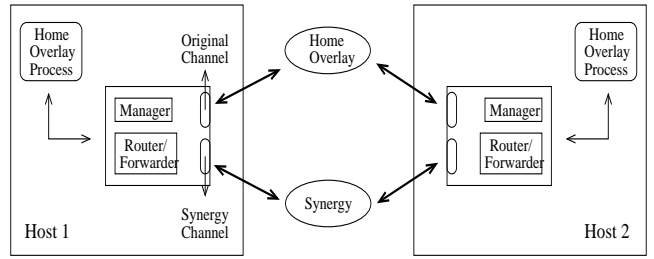 Home
Overlay
Process
Original
Channel
Manager
Router/
Forwarder
Synergy
Channel
Host 1
Home
Overlay
Synergy
Home
Overlay
Process
Manager
Router/
Forwarder
Host 2